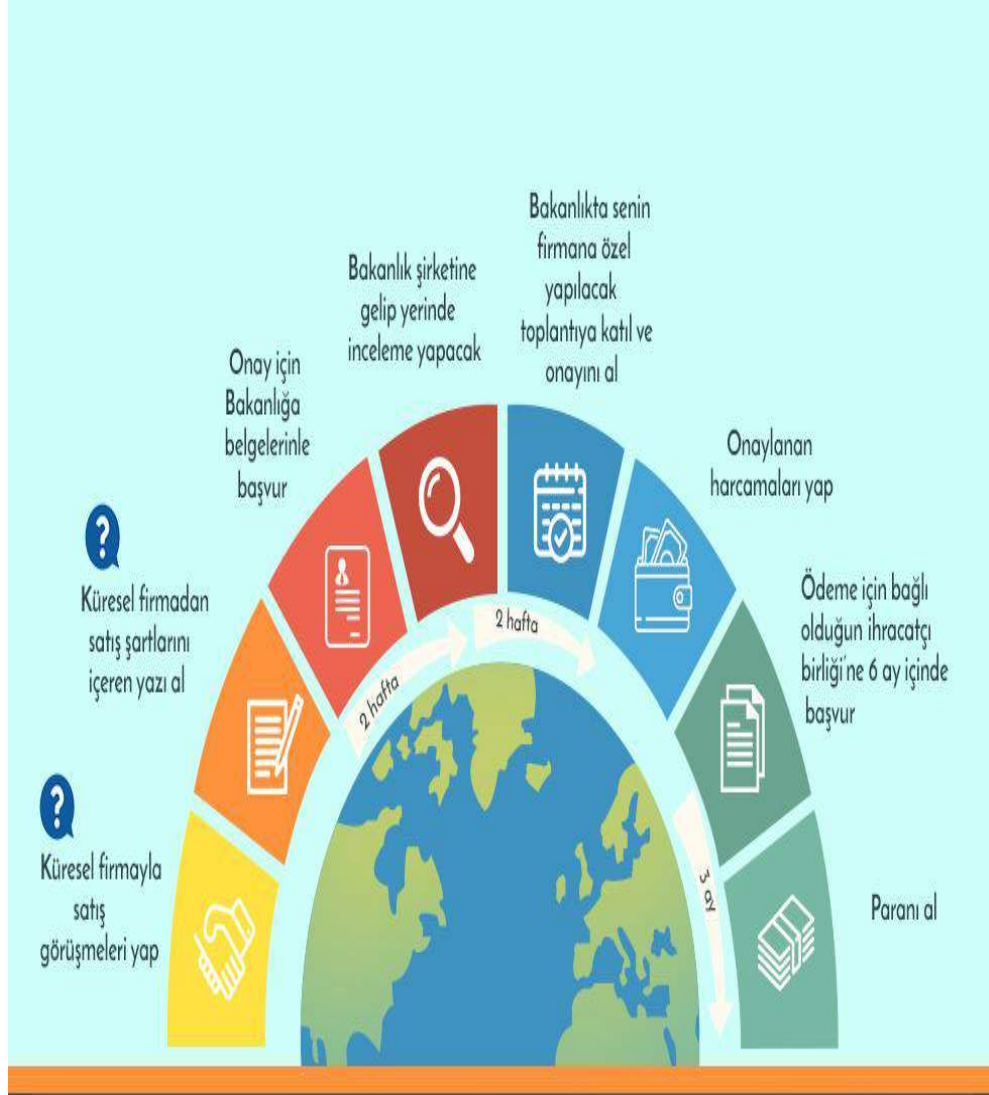 ?
Küresel firmayla
satış
görüşmeleri yap
?
Küresel firmadan
satış şartlarını
içeren yazı al
Onay için
Bakanlığa
belgelerinle
başvur
2 hafta
Bakanlık şirketine
gelip yerinde
inceleme yapacak
2 hafta
Bakanlıkta senin
firmana özel
yapılacak
toplantıya katıl ve
onayını al
Onaylanan
harcamaları yap
Ödeme için bağlı
olduğun ihracatçı
birliği'ne 6 ay içinde
başvur
3 ay
Paranı al